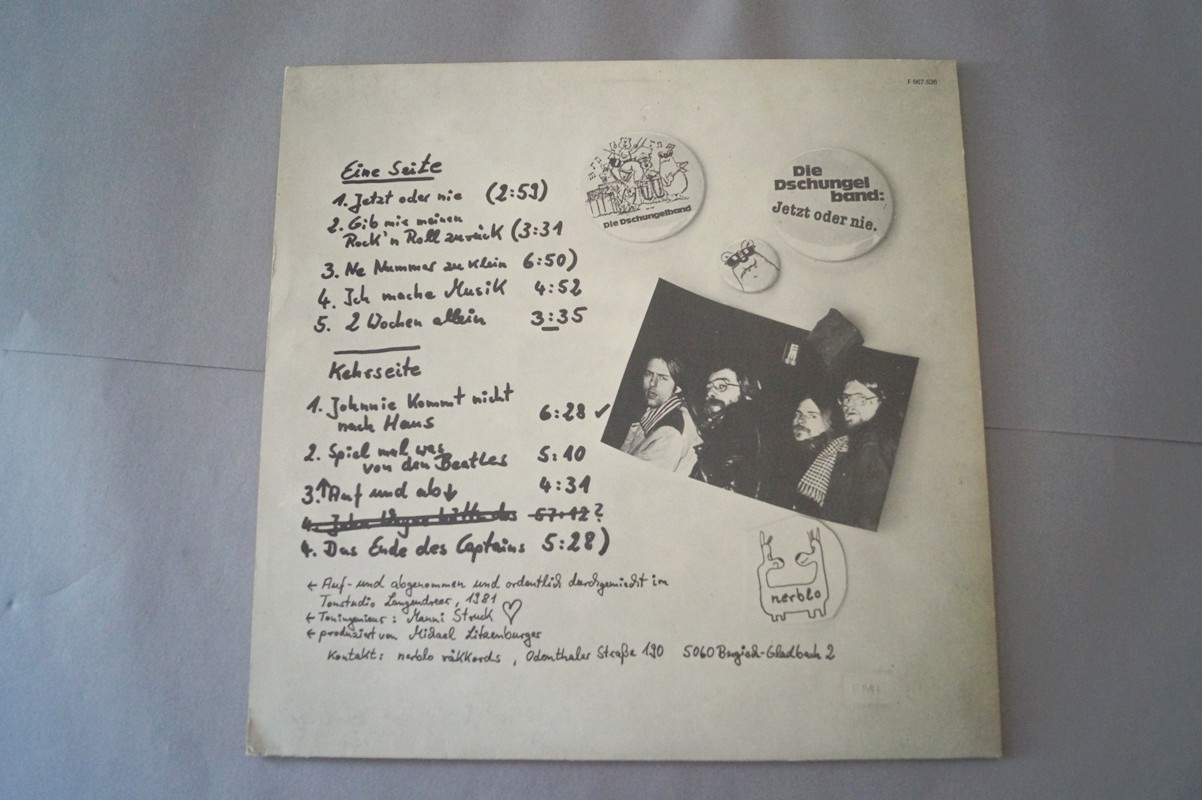 F 667.536
Eine Seite
1. Jetzt oder nie (2:59)
2. Gib mir meinen
Rock'n Roll zurück (3:31
3. Ne Nummer zu klein 6:50)
4. Ich mache Musik 4:52
5. 2 Wochen allein 3:35
Kehrseite
1. Johnnie kommt nicht
nach Haus 6:28 ✓
2. Spiel mal was
von den Beatles 5:10
3. ↑Auf und ab↓ 4:31
4. John
4. Das Ende des Captains 5:28)
← Auf- und abgenommen und ordentlich durchgemischt im
Tonstudio Langendreer, 1981
← Toningenieur: Manni Struck ♡
← produziert von Michael Litzenburger
Kontakt: nerblo räkkords, Odenthaler Straße 190 5060 Bergisch-Gladbach 2
Die Dschungelband
Die
Dschungel
band:
Jetzt oder nie.
nerblo
EMI